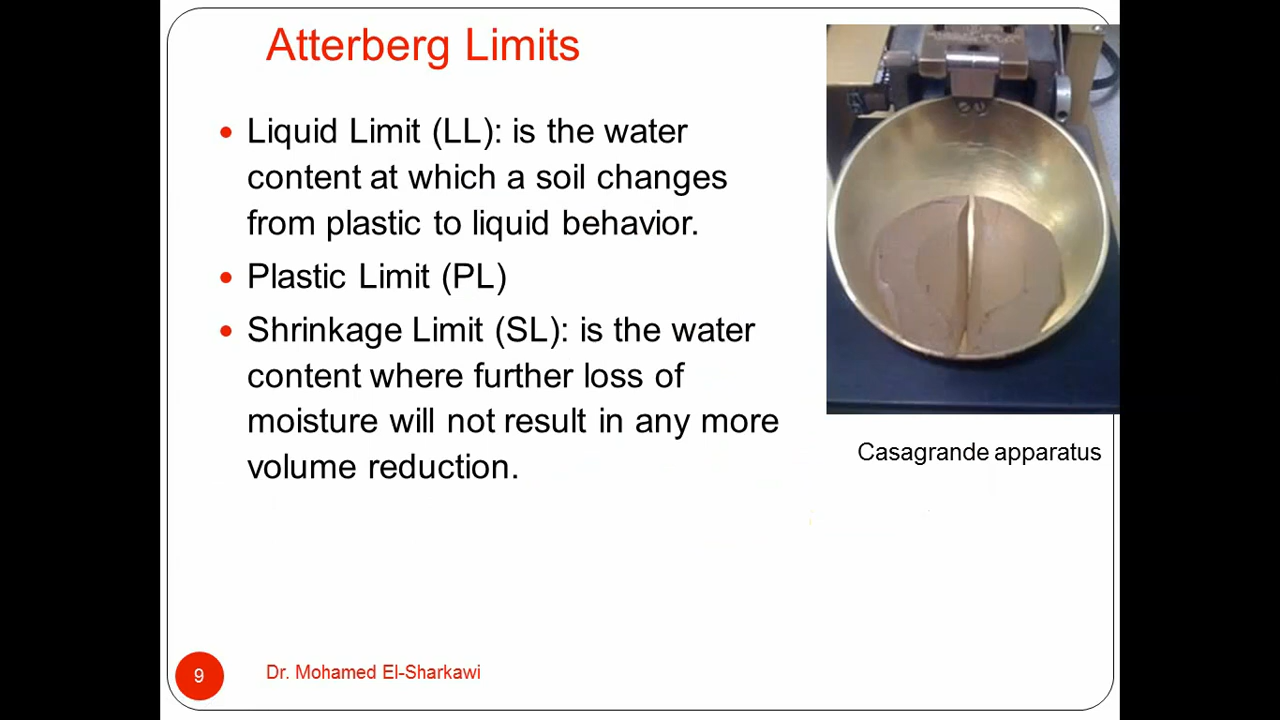 Atterberg Limits
• Liquid Limit (LL): is the water
content at which a soil changes
from plastic to liquid behavior.
• Plastic Limit (PL)
• Shrinkage Limit (SL): is the water
content where further loss of
moisture will not result in any more
volume reduction.
Casagrande apparatus
9
Dr. Mohamed El-Sharkawi